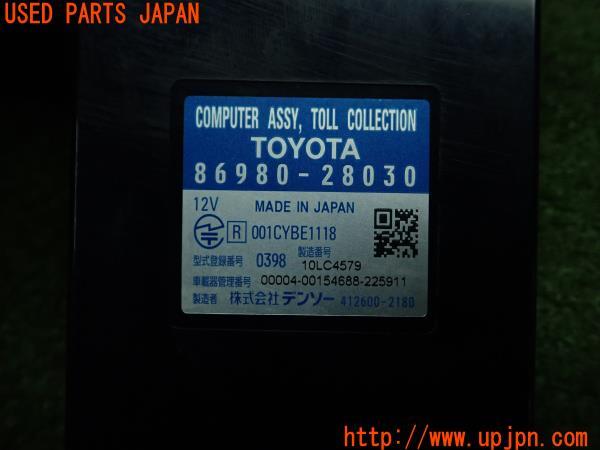 USED PARTS JAPAN
COMPUTER ASSY, TOLL COLLECTION
TOYOTA
86980-28030
12V
MADE IN JAPAN
R 001CYBE1118
型式登録番号 0398 製造番号 10LC4579
車載器管理番号 00004-00154688-225911
製造者 株式会社デンソー 412600-2180
http://www.upjpn.com/